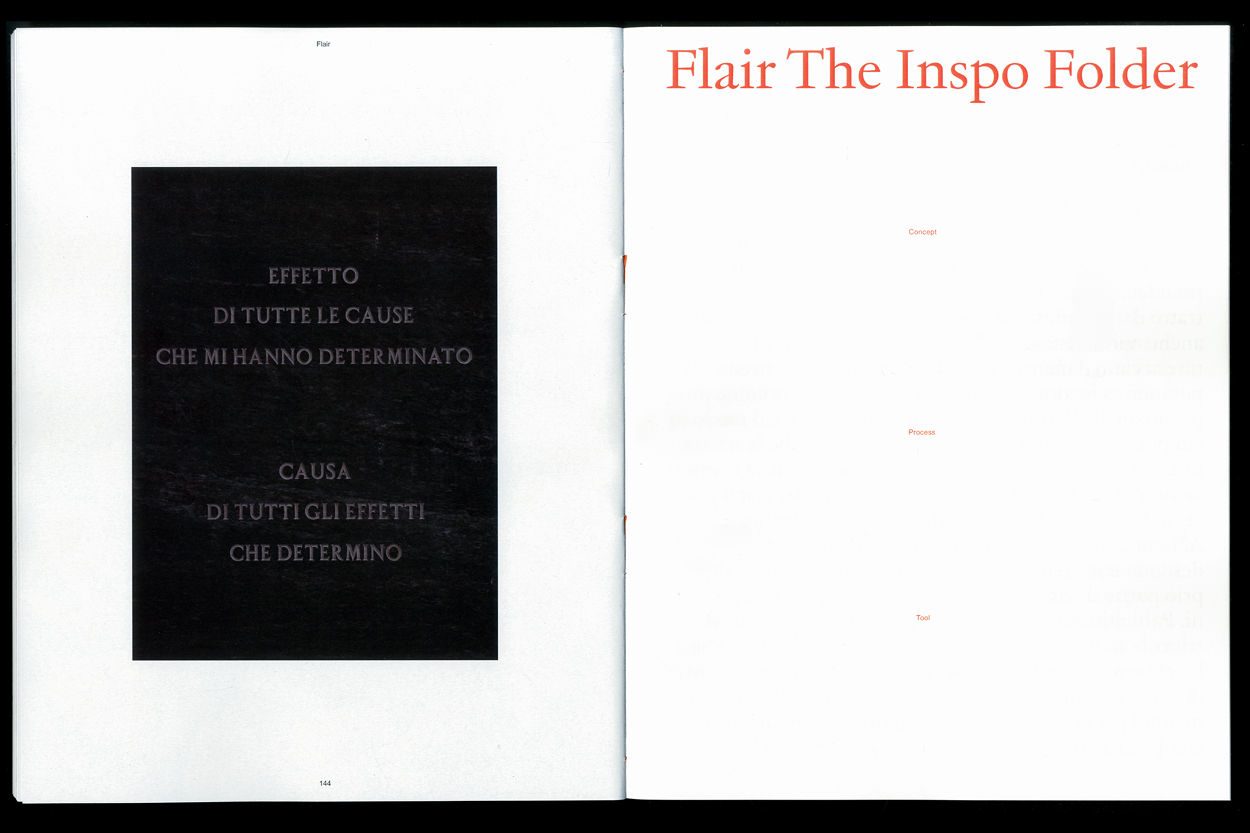 Flair
EFFETTO
DI TUTTE LE CAUSE
CHE MI HANNO DETERMINATO
CAUSA
DI TUTTI GLI EFFETTI
CHE DETERMINO
144
Flair The Inspo Folder
Concept
Process
Tool